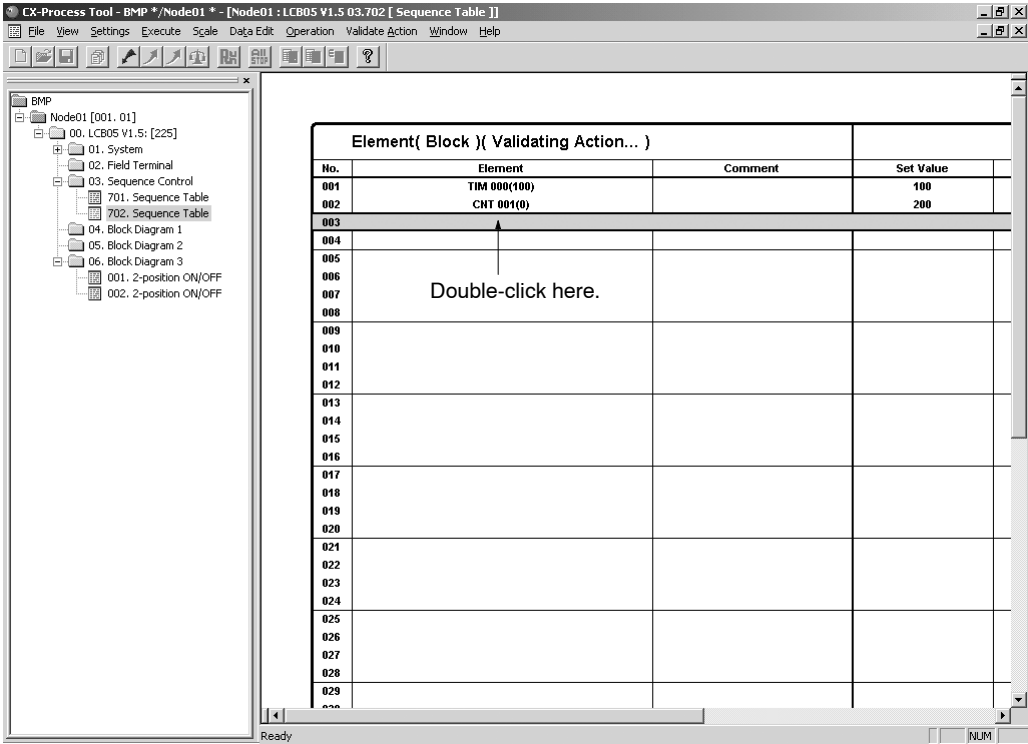 CX-Process Tool - BMP */Node01 * - [Node01 : LCB05 V1.5 03.702 [ Sequence Table ]]
File View Settings Execute Scale Data Edit Operation Validate Action Window Help
BMP
Node01 [001. 01]
00. LCB05 V1.5: [225]
01. System
02. Field Terminal
03. Sequence Control
701. Sequence Table
702. Sequence Table
04. Block Diagram 1
05. Block Diagram 2
06. Block Diagram 3
001. 2-position ON/OFF
002. 2-position ON/OFF
Element( Block )( Validating Action... )
No. Element Comment Set Value
001 TIM 000(100) 100
002 CNT 001(0) 200
003
004
005
006
007
Double-click here.
008
009
010
011
012
013
014
015
016
017
018
019
020
021
022
023
024
025
026
027
028
029
Ready
NUM